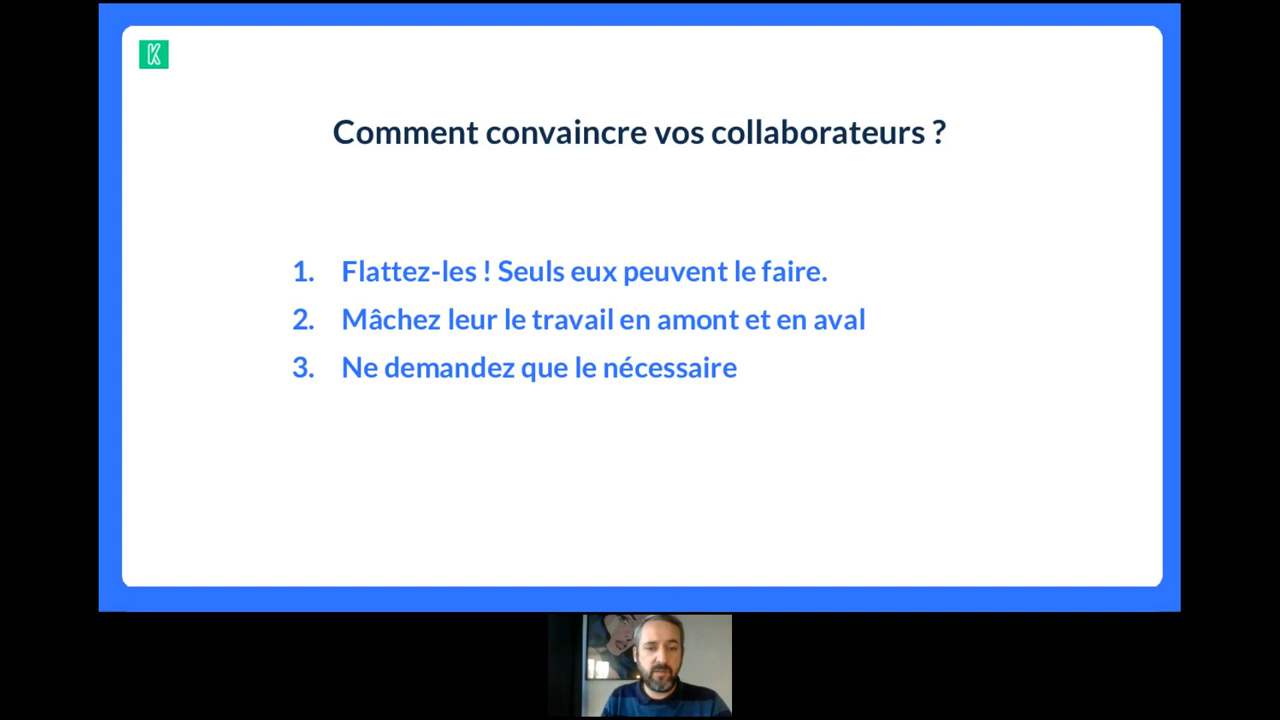 K
Comment convaincre vos collaborateurs ?
1. Flattez-les ! Seuls eux peuvent le faire.
2. Mâchez leur le travail en amont et en aval
3. Ne demandez que le nécessaire